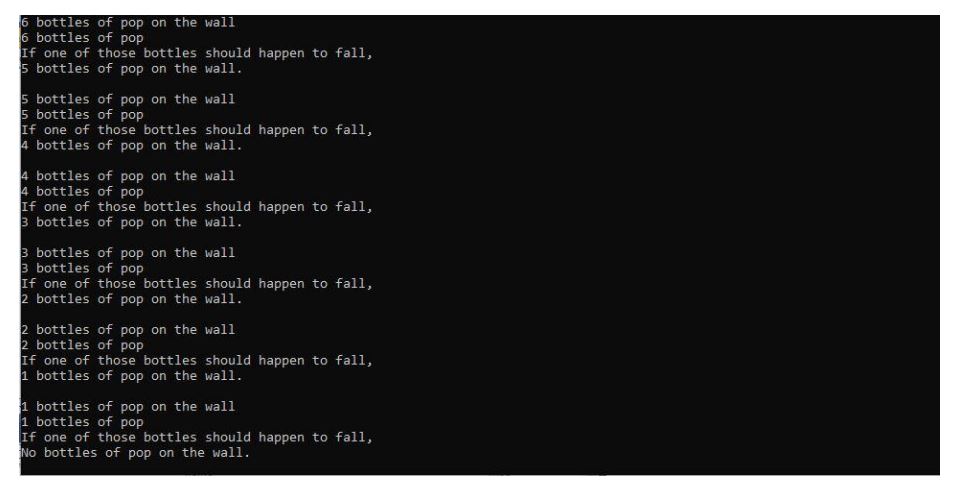 6 bottles of pop on the wall
6 bottles of pop
If one of those bottles should happen to fall,
5 bottles of pop on the wall.
5 bottles of pop on the wall
5 bottles of pop
If one of those bottles should happen to fall,
4 bottles of pop on the wall.
4 bottles of pop on the wall
4 bottles of pop
If one of those bottles should happen to fall,
3 bottles of pop on the wall.
3 bottles of pop on the wall
3 bottles of pop
If one of those bottles should happen to fall,
2 bottles of pop on the wall.
2 bottles of pop on the wall
2 bottles of pop
If one of those bottles should happen to fall,
1 bottles of pop on the wall.
1 bottles of pop on the wall
1 bottles of pop
If one of those bottles should happen to fall,
No bottles of pop on the wall.